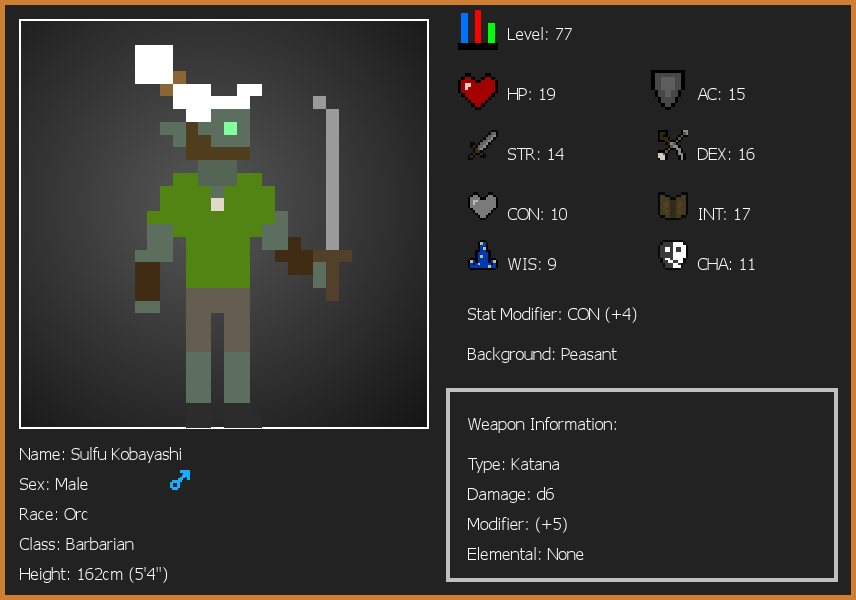 Level: 77
HP: 19
AC: 15
STR: 14
DEX: 16
CON: 10
INT: 17
WIS: 9
CHA: 11
Stat Modifier: CON (+4)
Background: Peasant
Weapon Information:
Type: Katana
Damage: d6
Modifier: (+5)
Elemental: None
Name: Sulfu Kobayashi
Sex: Male
Race: Orc
Class: Barbarian
Height: 162cm (5'4")